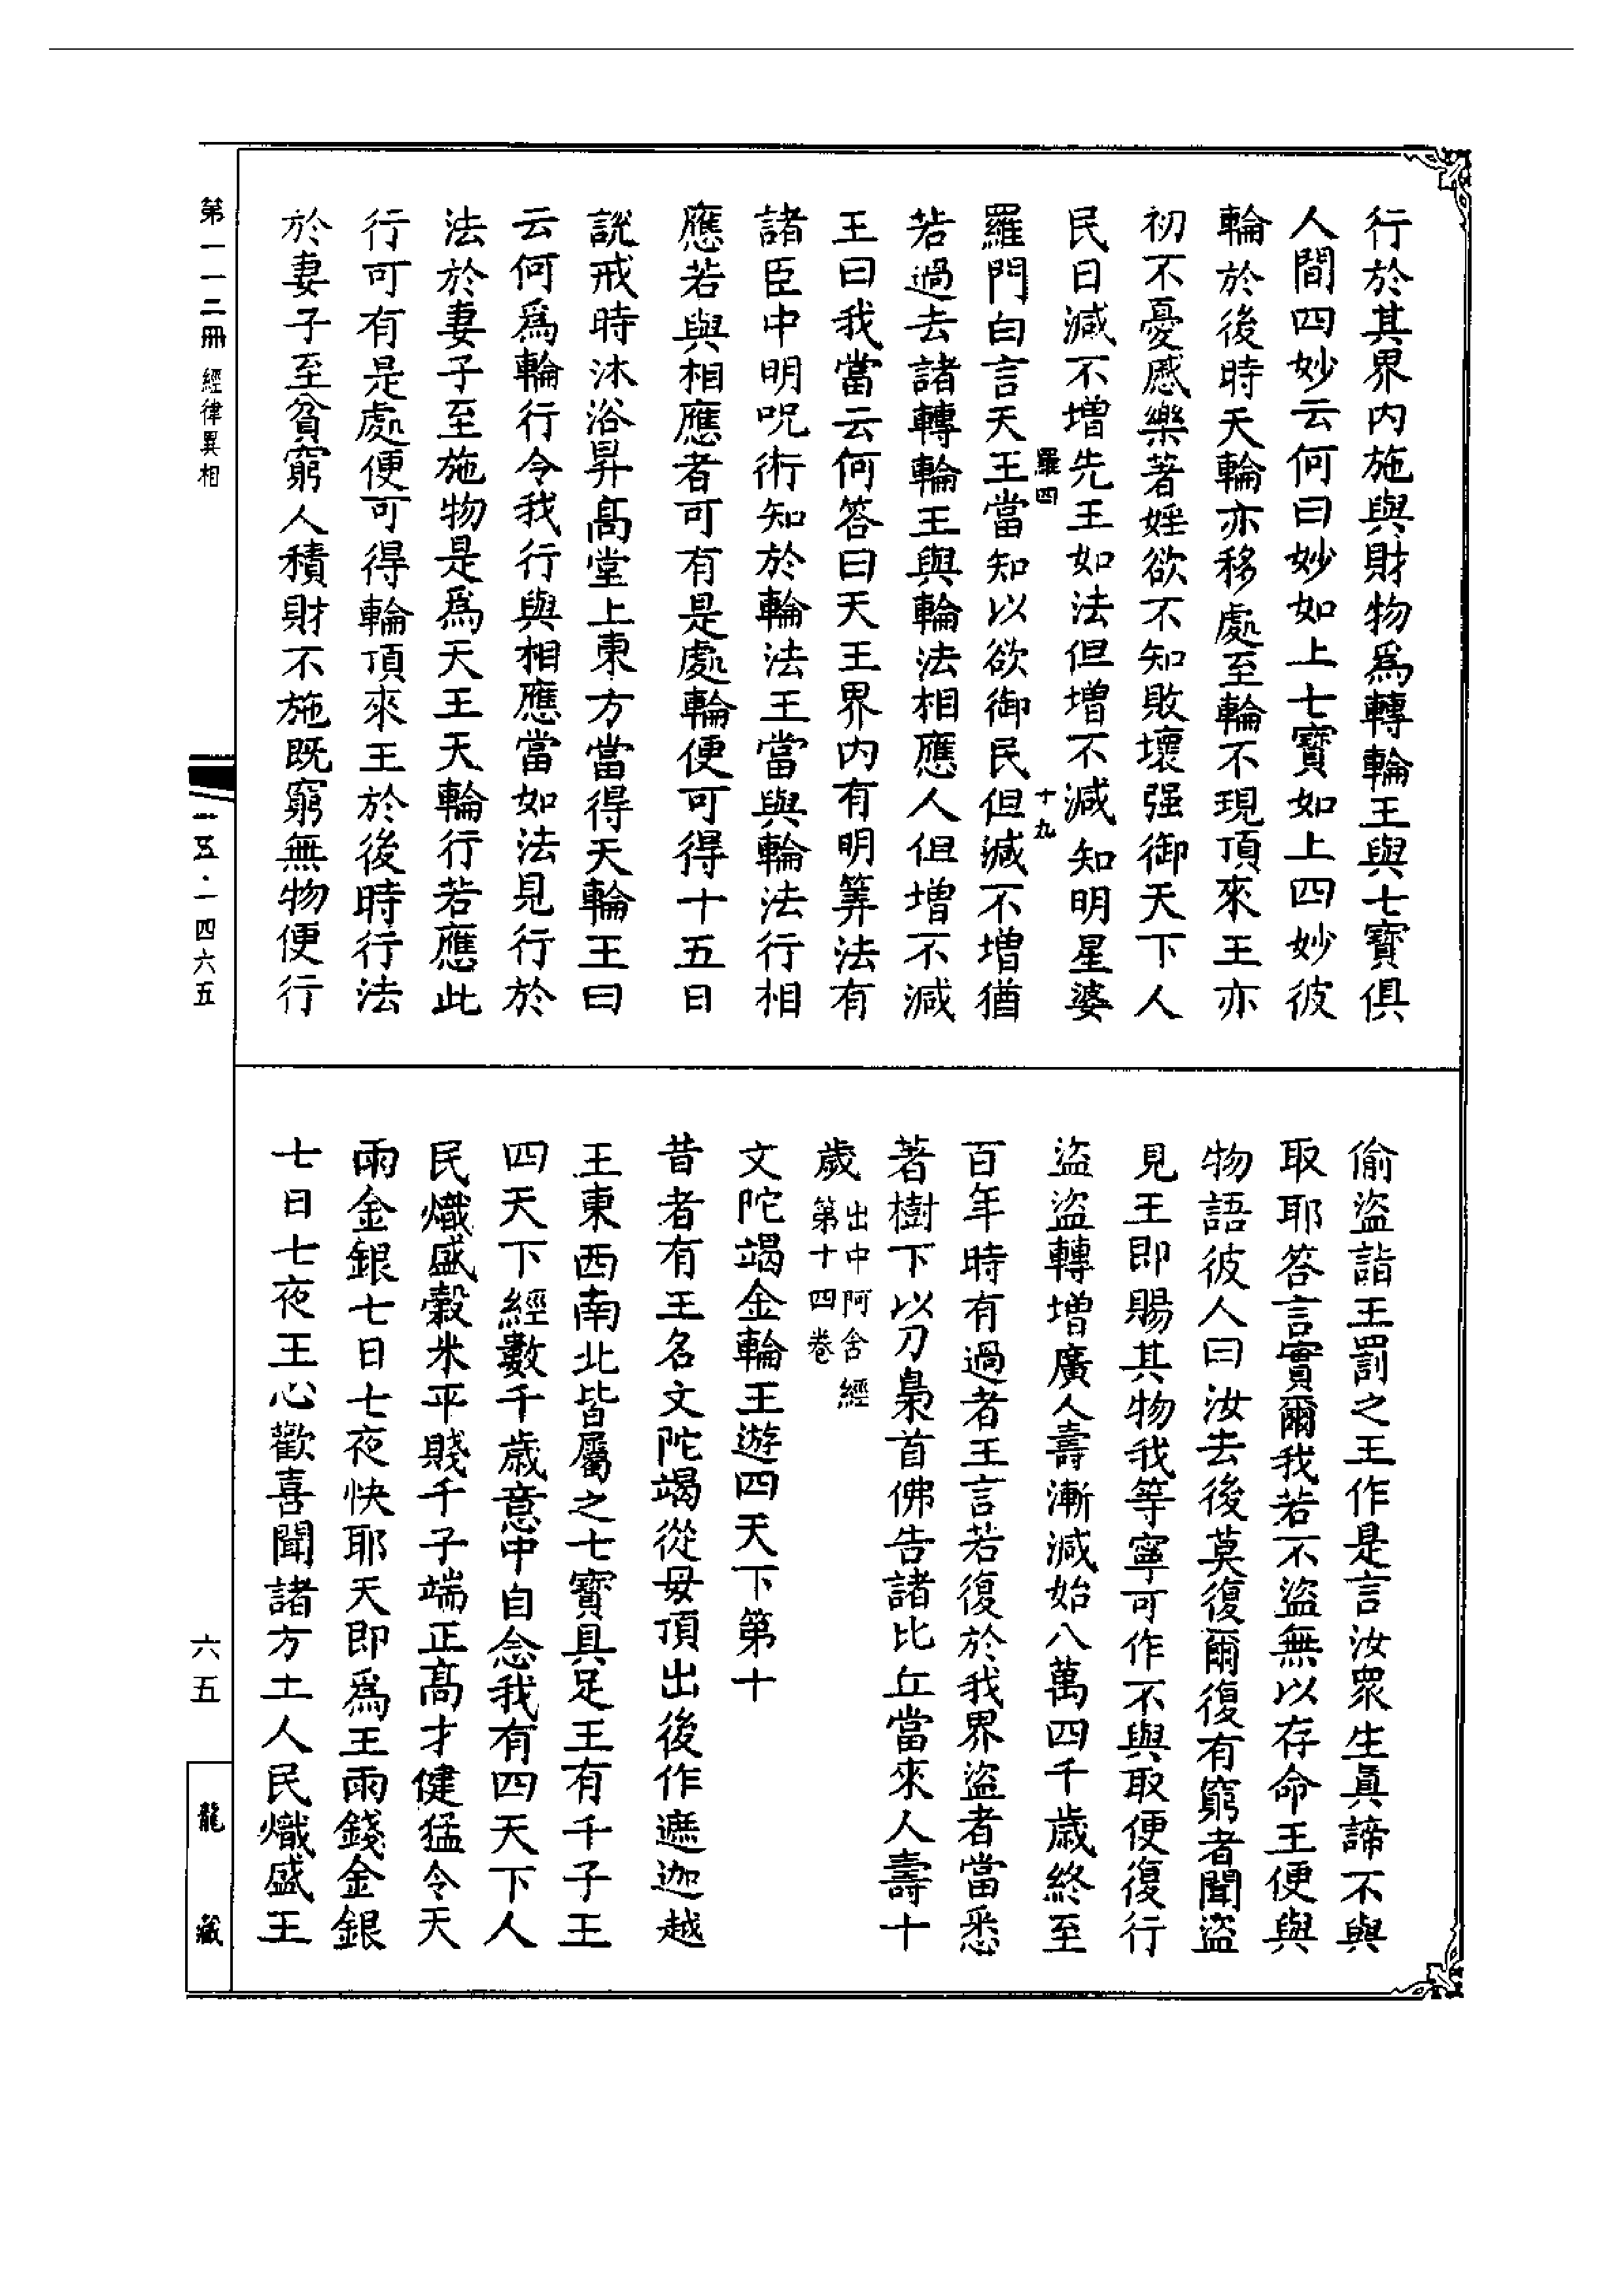 行於其界内施與財物爲轉輪王與七寶俱
人間四妙云何曰妙如上七寶如上四妙彼
輪於後時天輪亦移處至輪不現頂來王亦
初不憂慼樂著婬欲不知敗壞强御天下人
民日減不增先王如法但增不減知明星婆
羅四 十九
羅門白言天王當知以欲御民但減不增猶
若過去諸轉輪王與輪法相應人但增不減
王曰我當云何答曰天王界内有明筭法有
諸臣中明呪術知於輪法王當與輪法行相
應若與相應者可有是處輪便可得十五日
說戒時沐浴昇高堂上東方當得天輪王曰
云何爲輪行令我行與相應當如法見行於
法於妻子至施物是爲天王天輪行若應此
行可有是處便可得輪頂來王於後時行法
於妻子至貧窮人積財不施既窮無物便行
偷盜詣王罰之王作是言汝衆生眞諦不與
取耶答言實爾我若不盜無以存命王便與
物語彼人曰汝去後莫復爾復有窮者聞盜
見王即賜其物我等寧可作不與取便復行
盜盜轉增廣人壽漸減始八萬四千歲終至
百年時有過者王言若復於我界盜者當悉
著樹下以刀梟首佛告諸比丘當來人壽十
歲出中阿含經
第十四卷
文陀竭金輪王遊四天下第十
昔者有王名文陀竭從母頂出後作遮迦越
王東西南北皆屬之七寶具足王有千子王
四天下經數千歲意中自念我有四天下人
民熾盛穀米平賤千子端正高才健猛令天
雨金銀七日七夜快耶天即爲王雨錢金銀
七日七夜王心歡喜聞諸方土人民熾盛王
第一一二冊 經律異相
一五·一四六五
六五
龍藏